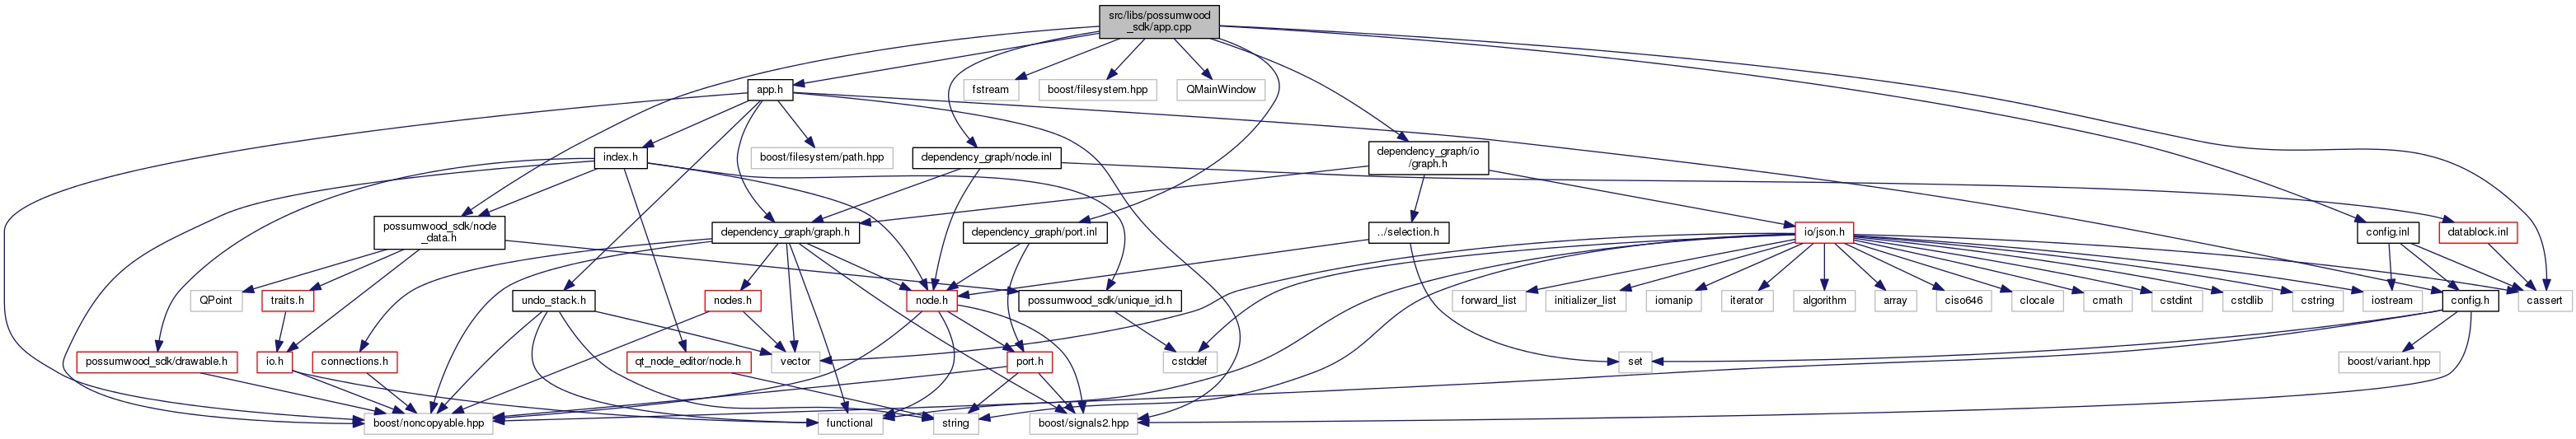 src/libs/possumwood
_sdk/app.cpp
app.h
fstream
boost/filesystem.hpp
QMainWindow
index.h
boost/filesystem/path.hpp
dependency_graph/node.inl
dependency_graph/io
/graph.h
possumwood_sdk/node
_data.h
dependency_graph/graph.h
dependency_graph/port.inl
../selection.h
io/json.h
config.inl
datablock.inl
QPoint
traits.h
undo_stack.h
nodes.h
node.h
possumwood_sdk/unique_id.h
forward_list
initializer_list
iomanip
iterator
algorithm
array
ciso646
clocale
cmath
cstdint
cstdlib
cstring
iostream
config.h
cassert
possumwood_sdk/drawable.h
io.h
connections.h
qt_node_editor/node.h
vector
port.h
cstddef
set
boost/variant.hpp
boost/noncopyable.hpp
functional
string
boost/signals2.hpp